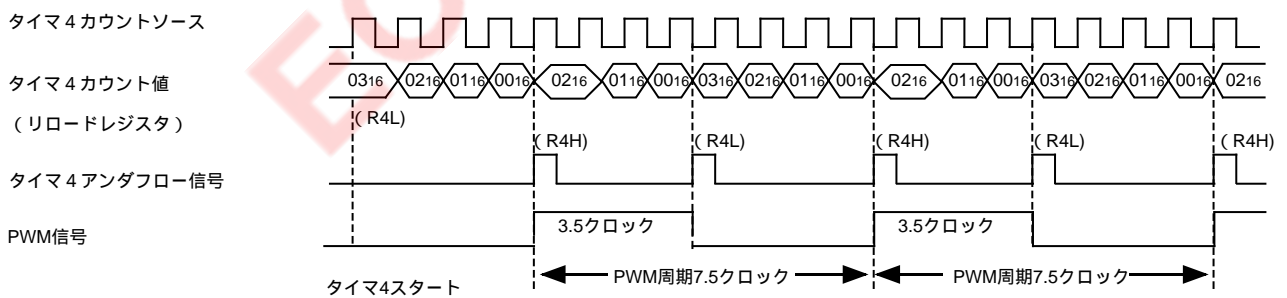 タイマ4カウントソース
タイマ4カウント値
0316 0216 0116 0016 0216 0116 0016 0316 0216 0116 0016 0216 0116 0016 0316 0216 0116 0016 0216
(リロードレジスタ)
( R4L) ( R4H) ( R4L) ( R4H) ( R4L) ( R4H)
タイマ4アンダフロー信号
PWM信号
3.5クロック 3.5クロック
PWM周期7.5クロック PWM周期7.5クロック
タイマ4スタート